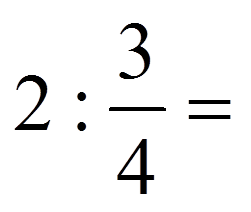 2 : 3/4 =